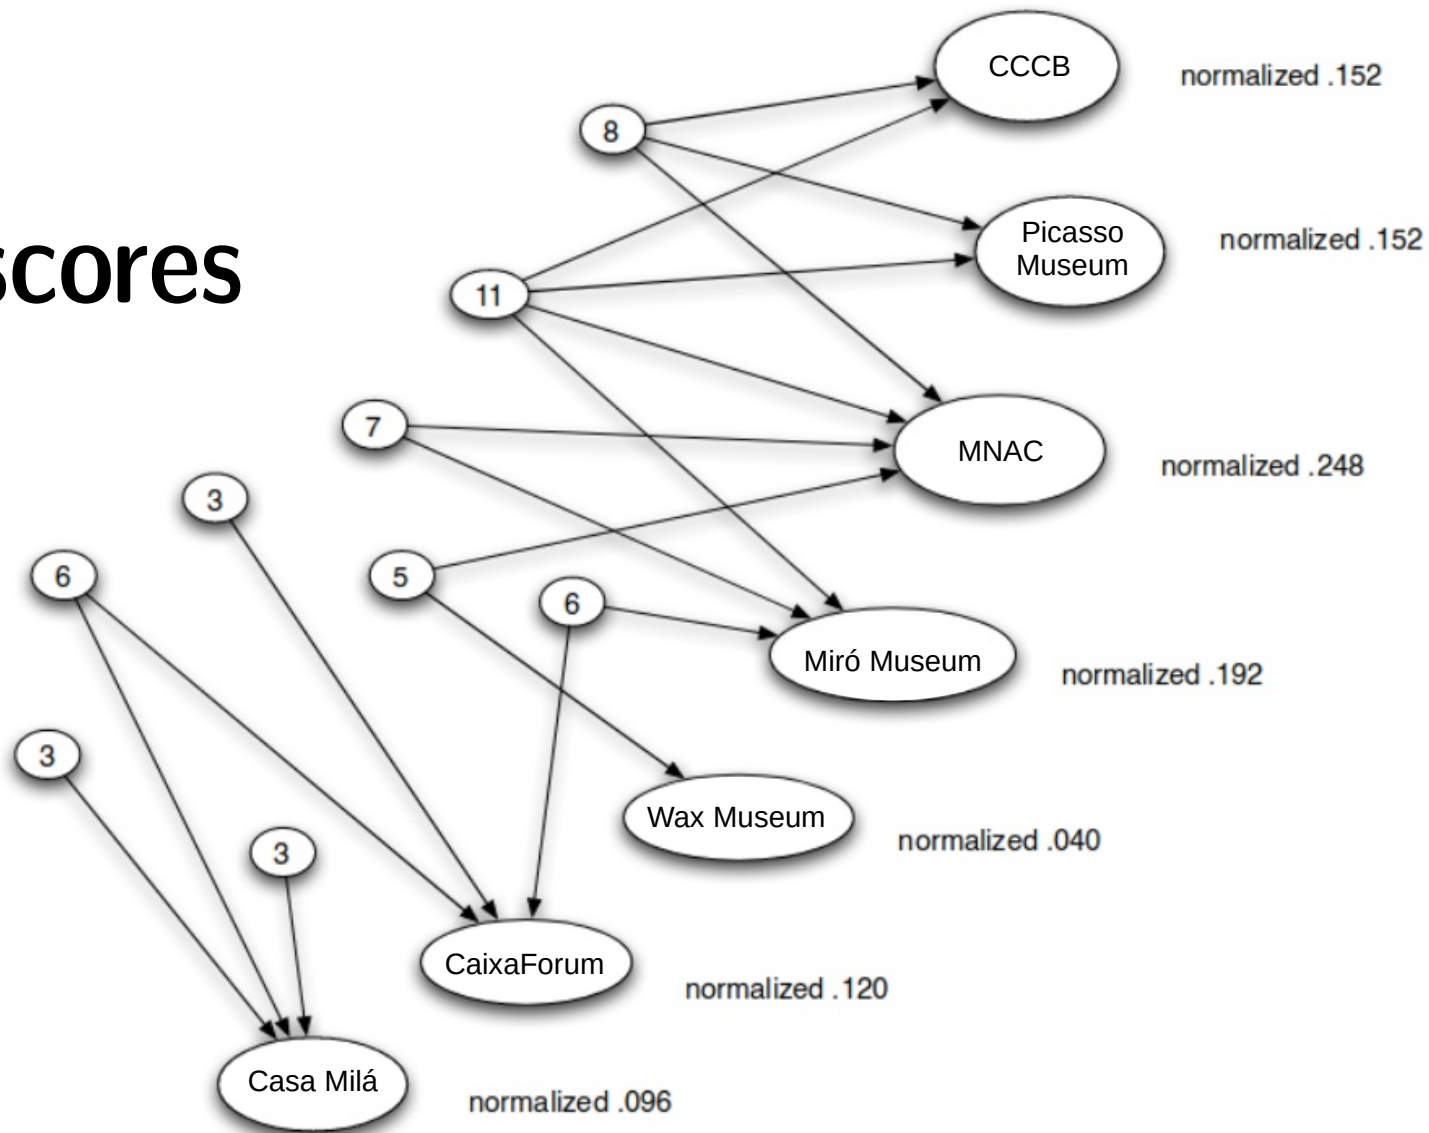 CCCB
normalized .152
8
Picasso
Museum
normalized .152
scores
11
7
MNAC
normalized .248
3
6
5
6
Miró Museum
normalized .192
3
Wax Museum
normalized .040
3
CaixaForum
normalized .120
Casa Milá
normalized .096